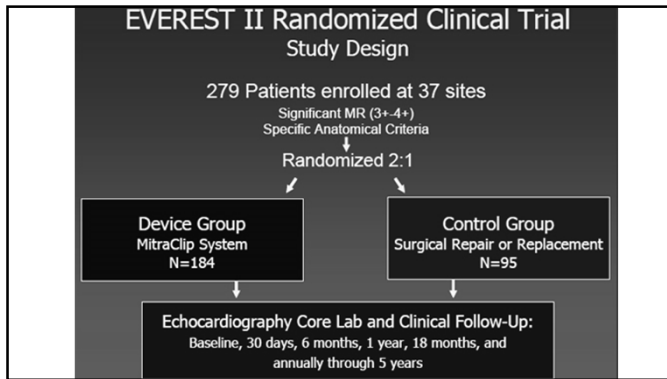 EVEREST II Randomized Clinical Trial
Study Design
279 Patients enrolled at 37 sites
Significant MR (3+-4+)
Specific Anatomical Criteria
Randomized 2:1
Device Group
MitraClip System
N=184
Control Group
Surgical Repair or Replacement
N=95
Echocardiography Core Lab and Clinical Follow-Up:
Baseline, 30 days, 6 months, 1 year, 18 months, and
annually through 5 years